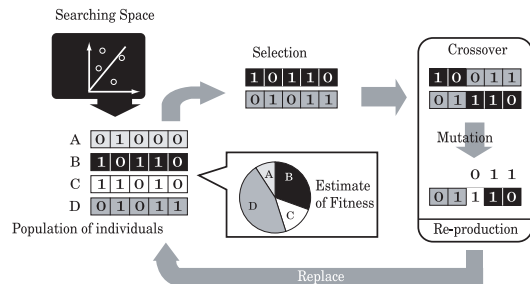 Searching Space
Selection
1 0 1 1 0
0 1 0 1 1
Crossover
1 0 0 1 1
0 1 1 1 0
Mutation
0 1 1
0 1 1 1 0
Re-production
A 0 1 0 0 0
B 1 0 1 1 0
C 1 1 0 1 0
D 0 1 0 1 1
Population of individuals
A
B
C
D
Estimate
of Fitness
Replace